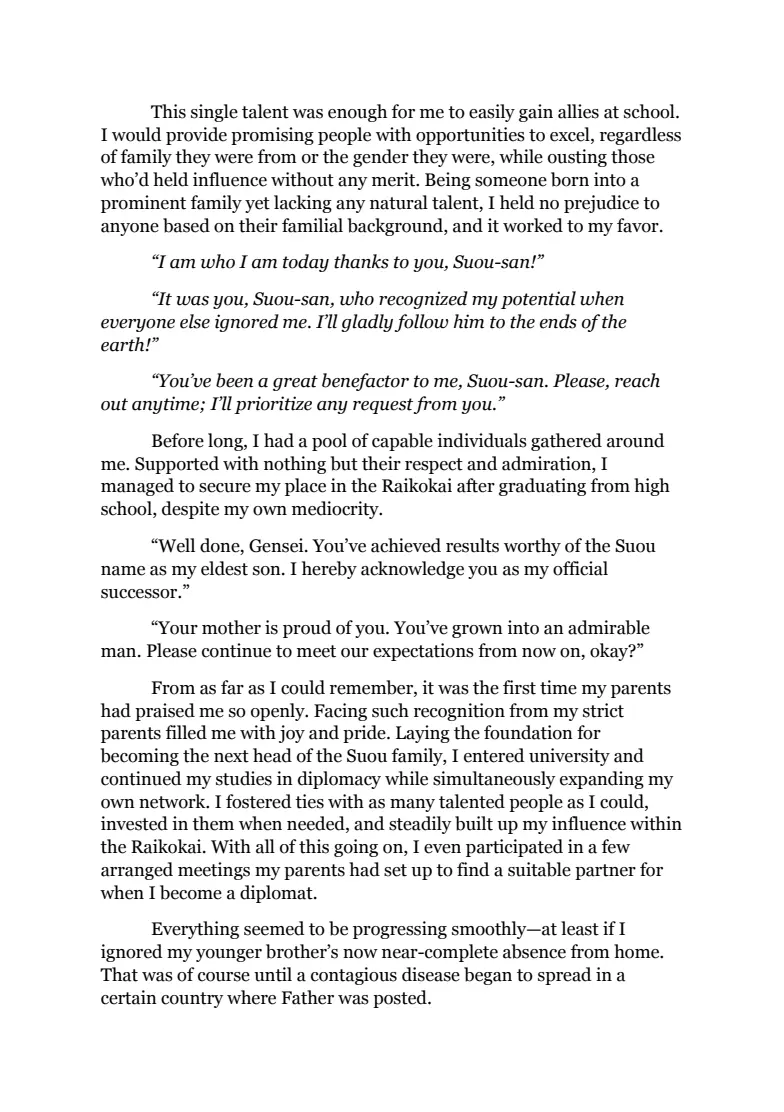 This single talent was enough for me to easily gain allies at school.
I would provide promising people with opportunities to excel, regardless
of family they were from or the gender they were, while ousting those
who’d held influence without any merit. Being someone born into a
prominent family yet lacking any natural talent, I held no prejudice to
anyone based on their familial background, and it worked to my favor.
“I am who I am today thanks to you, Suou-san!”
“It was you, Suou-san, who recognized my potential when
everyone else ignored me. I’ll gladly follow him to the ends of the
earth!”
“You’ve been a great benefactor to me, Suou-san. Please, reach
out anytime; I’ll prioritize any request from you.”
Before long, I had a pool of capable individuals gathered around
me. Supported with nothing but their respect and admiration, I
managed to secure my place in the Raikokai after graduating from high
school, despite my own mediocrity.
“Well done, Gensei. You’ve achieved results worthy of the Suou
name as my eldest son. I hereby acknowledge you as my official
successor.”
“Your mother is proud of you. You’ve grown into an admirable
man. Please continue to meet our expectations from now on, okay?”
From as far as I could remember, it was the first time my parents
had praised me so openly. Facing such recognition from my strict
parents filled me with joy and pride. Laying the foundation for
becoming the next head of the Suou family, I entered university and
continued my studies in diplomacy while simultaneously expanding my
own network. I fostered ties with as many talented people as I could,
invested in them when needed, and steadily built up my influence within
the Raikokai. With all of this going on, I even participated in a few
arranged meetings my parents had set up to find a suitable partner for
when I become a diplomat.
Everything seemed to be progressing smoothly—at least if I
ignored my younger brother’s now near-complete absence from home.
That was of course until a contagious disease began to spread in a
certain country where Father was posted.